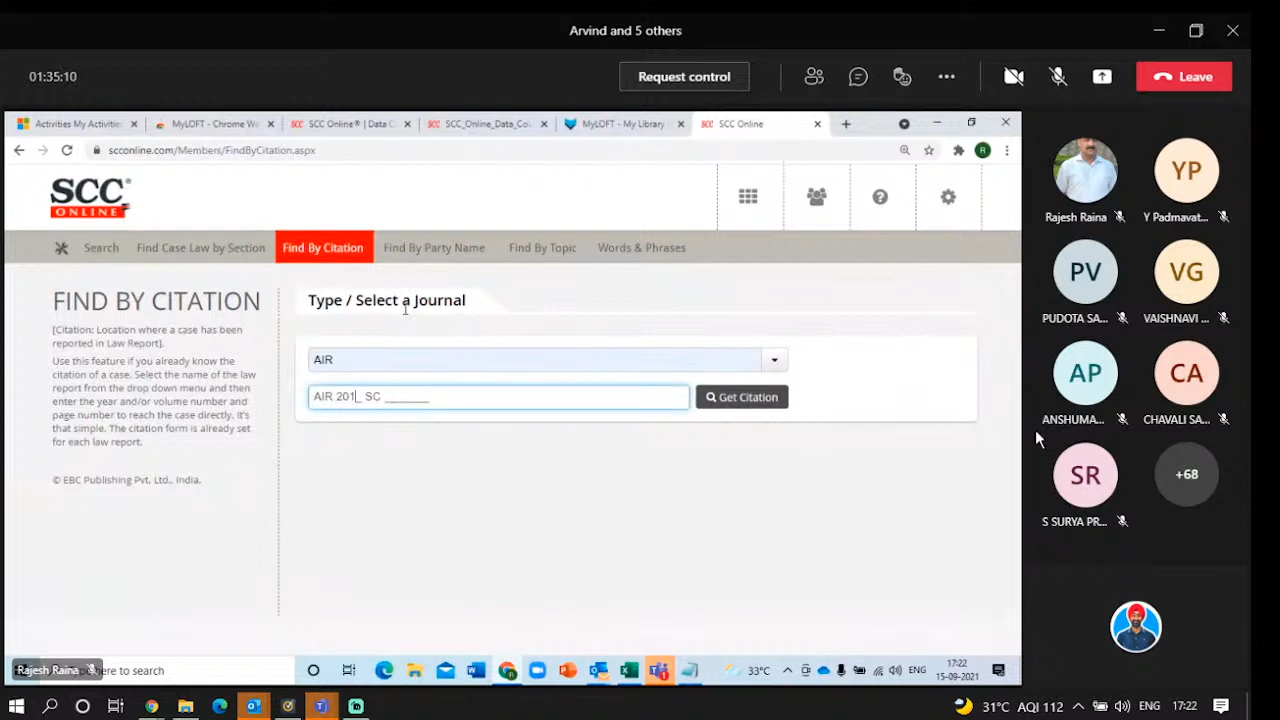 Arvind and 5 others
01:35:10
Request control
Leave
Activities My Activitie
MyLOFT - Chrome We
SCC Online® | Data C
SCC_Online_Data_Co
MyLOFT - My Library
SCC Online
scconline.com/Members/FindByCitation.aspx
R
SCC
ONLINE
Search
Find Case Law by Section
Find By Citation
Find By Party Name
Find By Topic
Words & Phrases
FIND BY CITATION
[Citation: Location where a case has been
reported in Law Report].
Use this feature if you already know the
citation of a case. Select the name of the law
report from the drop down menu and then
enter the year and/or volume number and
page number to reach the case directly. It's
that simple. The citation form is already set
for each law report.
© EBC Publishing Pvt. Ltd., India.
Type / Select a Journal
AIR
AIR 201_ SC ________
Get Citation
Rajesh Raina
YP
Y Padmavat...
PV
PUDOTA SA...
VG
VAISHNAVI ...
AP
ANSHUMA...
CA
CHAVALI SA...
SR
S SURYA PR...
+68
Rajesh Raina
here to search
33°C
ENG
17:22
15-09-2021
31°C AQI 112
ENG
17:22